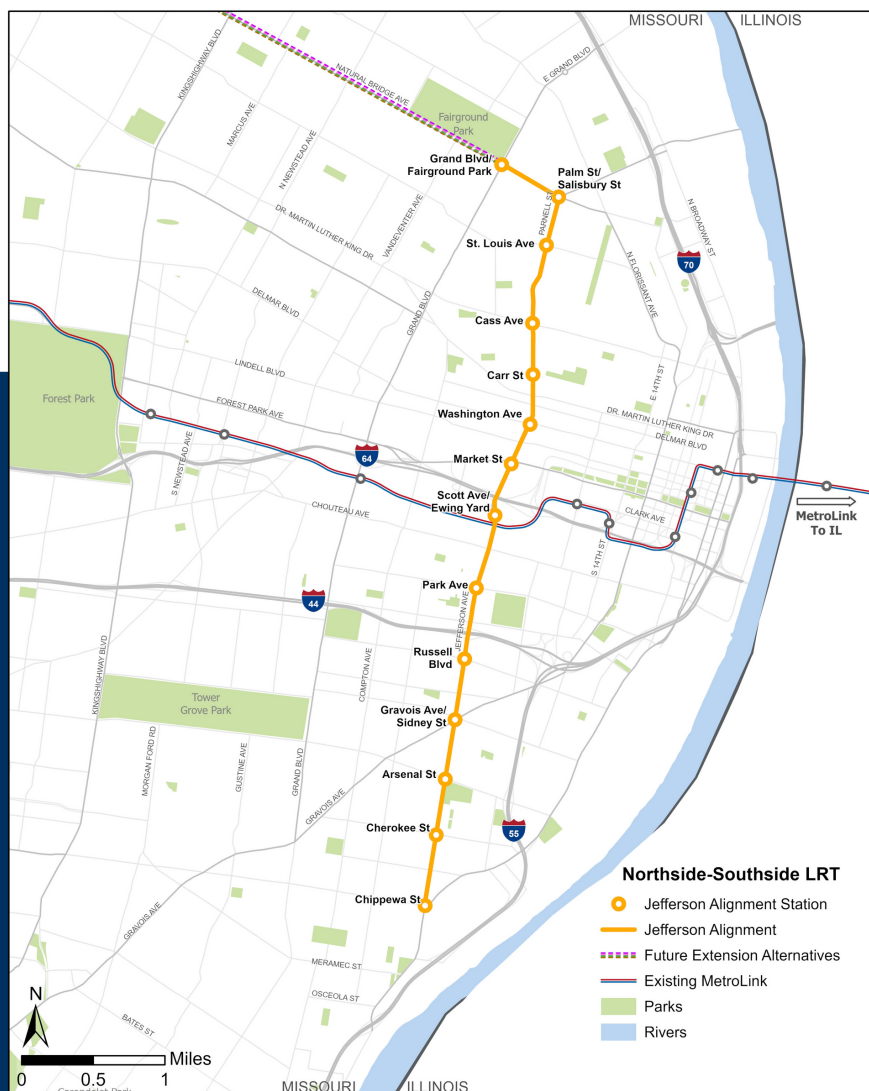 MISSOURI
ILLINOIS
KINGSHIGHWAY BLVD
E GRAND BLVD
NATURAL BRIDGE AVE
MARCUS AVE
N NEWSTEAD AVE
Fairground
Park
Grand Blvd/
Fairground Park
Palm St/
Salisbury St
VANDEVENTER AVE
DR. MARTIN LUTHER KING DR
PARNELL ST
N BROADWAY ST
St. Louis Ave
N FLORISSANT AVE
70
DELMAR BLVD
GRAND BLVD
Cass Ave
LINDELL BLVD
Carr St
E 14TH ST
Forest Park
FOREST PARK AVE
Washington Ave
DR. MARTIN LUTHER KING DR
DELMAR BLVD
S NEWSTEAD AVE
64
Market St
Scott Ave/
Ewing Yard
CHOUTEAU AVE
CLARK AVE
MetroLink
To IL
S 14TH ST
Park Ave
44
JEFFERSON AVE
KINGSHIGHWAY BLVD
COMPTON AVE
Russell
Blvd
Tower
Grove Park
Gravois Ave/
Sidney St
MORGAN FORD RD
GUSTINE AVE
GRAND BLVD
GRAVOIS AVE
Arsenal St
Cherokee St
55
Chippewa St
GRAVOIS AVE
MERAMEC ST
OSCEOLA ST
BATES ST
Northside-Southside LRT
Jefferson Alignment Station
Jefferson Alignment
Future Extension Alternatives
Existing MetroLink
Parks
Rivers
N
0 0.5 1 Miles
Carondelet Park
MISSOURI
ILLINOIS